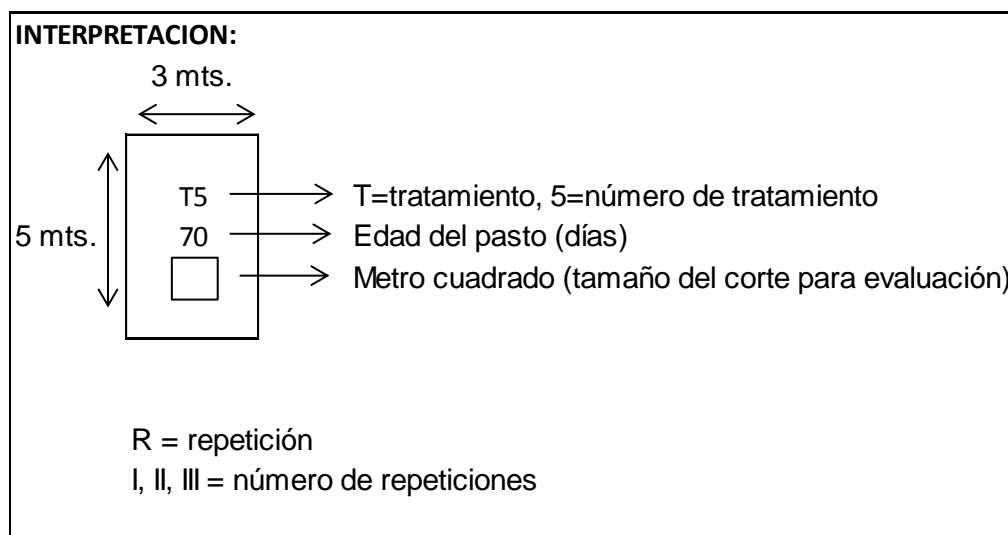 INTERPRETACION:
3 mts.
T5 T=tratamiento, 5=número de tratamiento
5 mts. 70 Edad del pasto (días)
Metro cuadrado (tamaño del corte para evaluación)
R = repetición
I, II, III = número de repeticiones